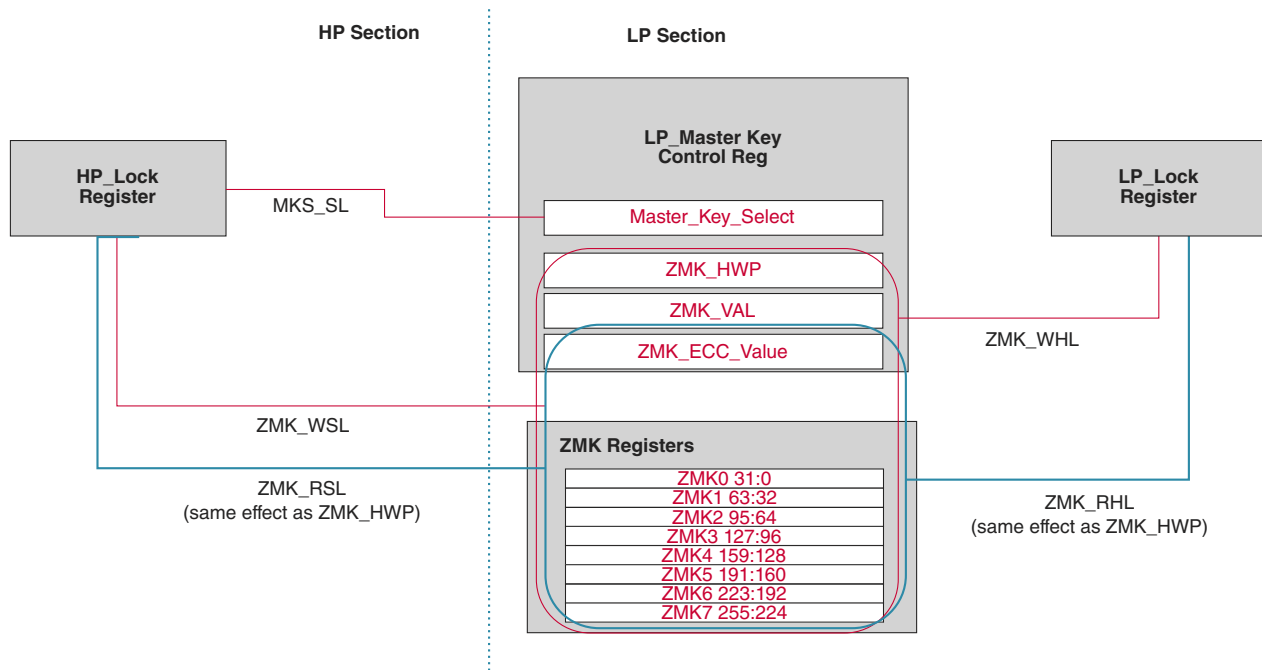 HP Section
LP Section
LP_Master Key
Control Reg
HP_Lock
Register
LP_Lock
Register
MKS_SL
Master_Key_Select
ZMK_HWP
ZMK_VAL
ZMK_WHL
ZMK_ECC_Value
ZMK_WSL
ZMK Registers
ZMK0 31:0
ZMK1 63:32
ZMK2 95:64
ZMK3 127:96
ZMK4 159:128
ZMK5 191:160
ZMK6 223:192
ZMK7 255:224
ZMK_RSL
(same effect as ZMK_HWP)
ZMK_RHL
(same effect as ZMK_HWP)